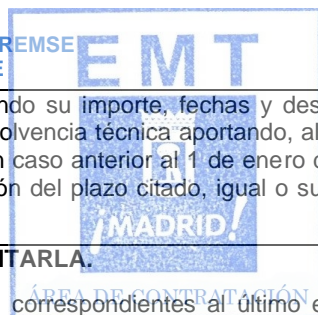 REMSE
E
EMT
ndo su importe, fechas y des
olvencia técnica aportando, al
n caso anterior al 1 de enero
ón del plazo citado, igual o su
¡MADRID!
TARLA.
ÁREA DE CONTRATACIÓN
correspondientes al último e